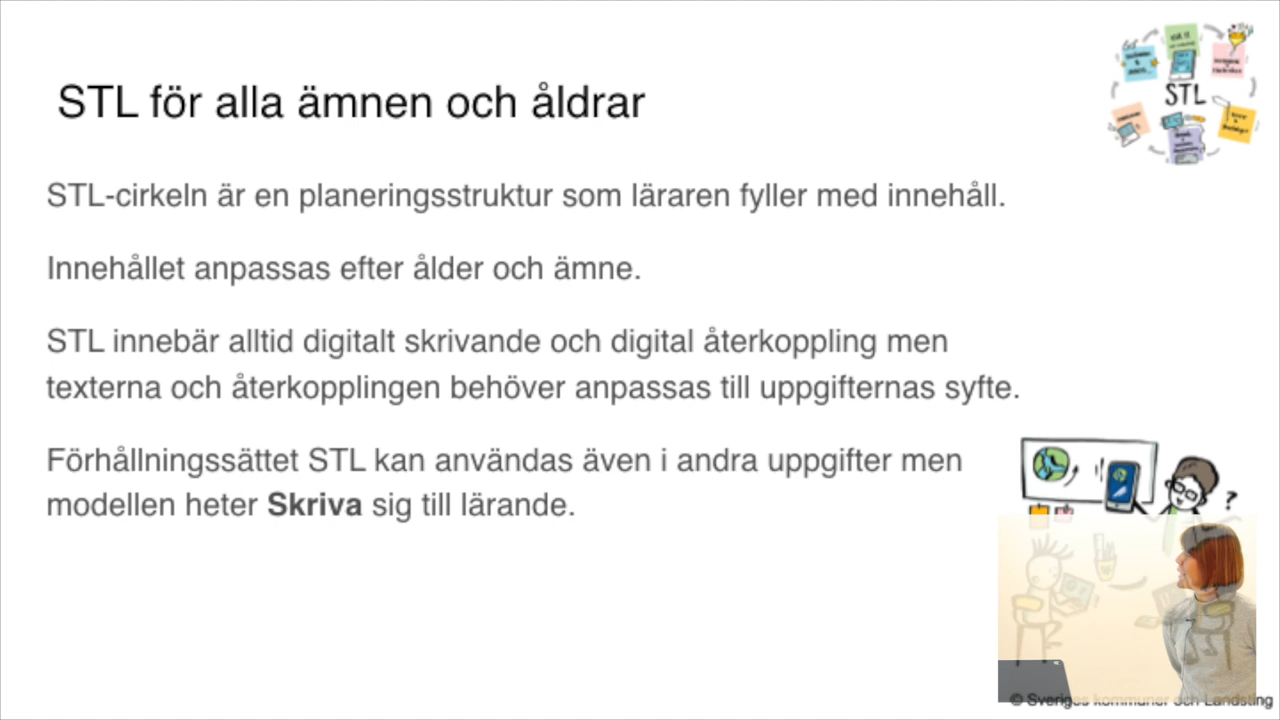 STL för alla ämnen och åldrar
STL
STL-cirkeln är en planeringsstruktur som läraren fyller med innehåll.
Innehållet anpassas efter ålder och ämne.
STL innebär alltid digitalt skrivande och digital återkoppling men
texterna och återkopplingen behöver anpassas till uppgifternas syfte.
Förhållningssättet STL kan användas även i andra uppgifter men
modellen heter Skriva sig till lärande.
?
© Sveriges kommuner och Landsting